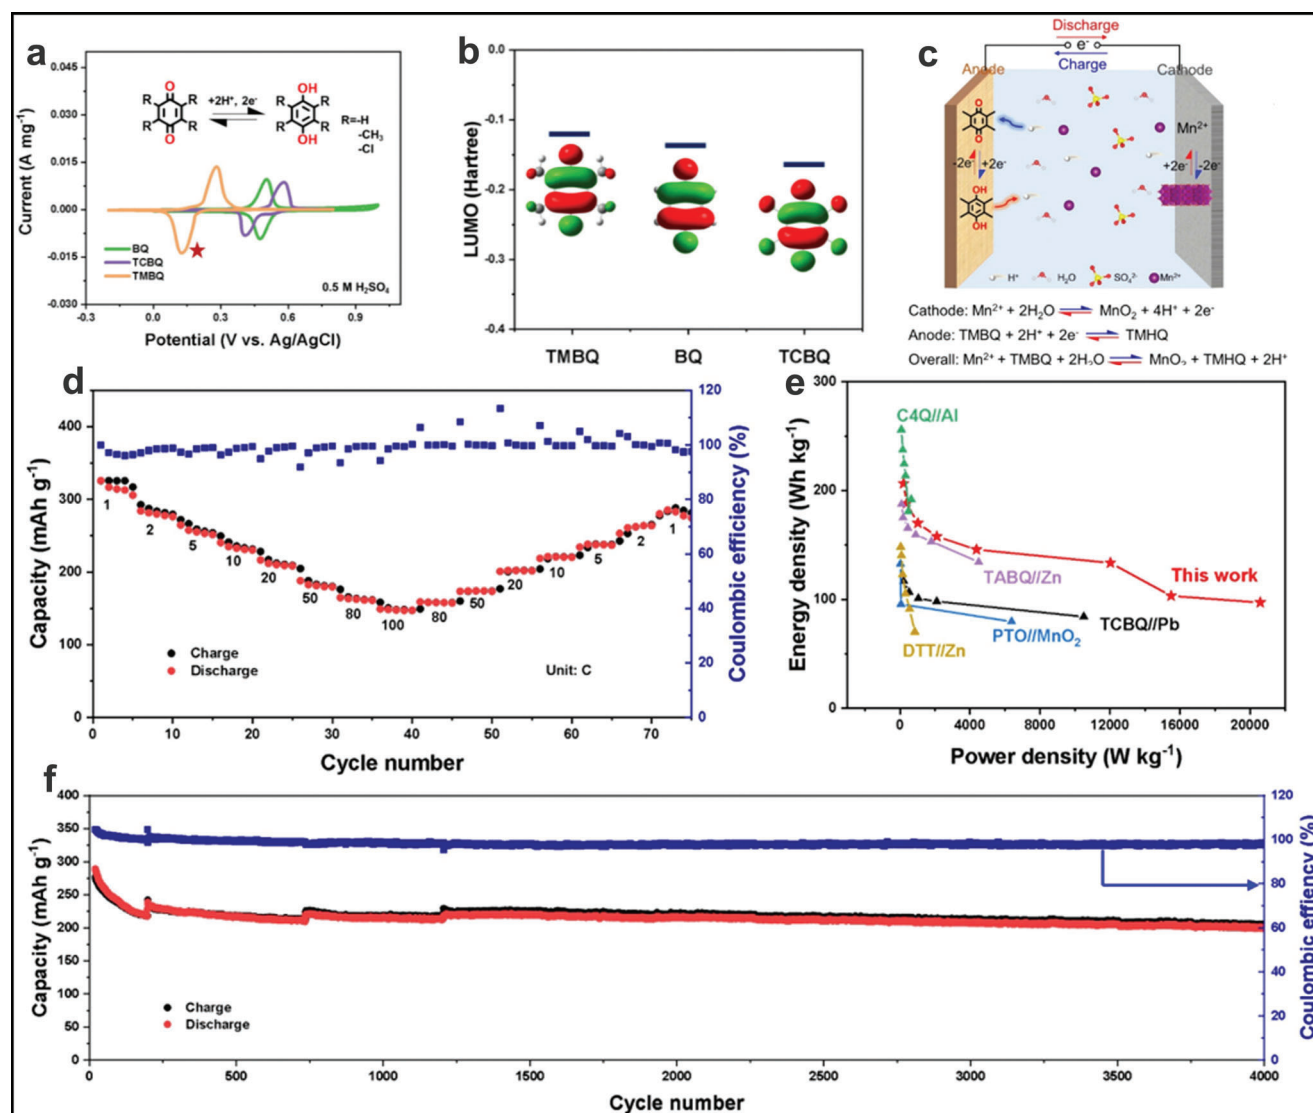 a
0.045
0.030
0.015
0.000
-0.015
-0.030
Current (A mg⁻¹)
O
R
R
R
R
O
+2H⁺, 2e⁻
OH
R
R
R
R
OH
R=-H
-CH₃
-Cl
BQ
TCBQ
TMBQ
0.5 M H₂SO₄
-0.3
0.0
0.3
0.6
0.9
Potential (V vs. Ag/AgCl)
b
0.0
-0.1
-0.2
-0.3
-0.4
LUMO (Hartree)
TMBQ
BQ
TCBQ
c
Discharge
e⁻
Charge
Anode
Cathode
O
O
-2e⁻
+2e⁻
OH
OH
Mn²⁺
+2e⁻
-2e⁻
H⁺
H₂O
SO₄²⁻
Mn²⁺
Cathode: Mn²⁺ + 2H₂O ⇌ MnO₂ + 4H⁺ + 2e⁻
Anode: TMBQ + 2H⁺ + 2e⁻ ⇌ TMHQ
Overall: Mn²⁺ + TMBQ + 2H₂O ⇌ MnO₂ + TMHQ + 2H⁺
d
400
300
200
100
0
Capacity (mAh g⁻¹)
1
2
5
10
20
50
80
100
80
50
20
10
5
2
1
Charge
Discharge
Unit: C
120
100
80
60
40
20
0
Coulombic efficiency (%)
0
10
20
30
40
50
60
70
Cycle number
e
300
200
100
0
Energy density (Wh kg⁻¹)
C4Q//Al
TABQ//Zn
This work
TCBQ//Pb
PTO//MnO₂
DTT//Zn
0
4000
8000
12000
16000
20000
Power density (W kg⁻¹)
f
400
350
300
250
200
150
100
50
0
Capacity (mAh g⁻¹)
Charge
Discharge
120
100
80
60
40
20
0
Coulombic effiency (%)
0
500
1000
1500
2000
2500
3000
3500
4000
Cycle number